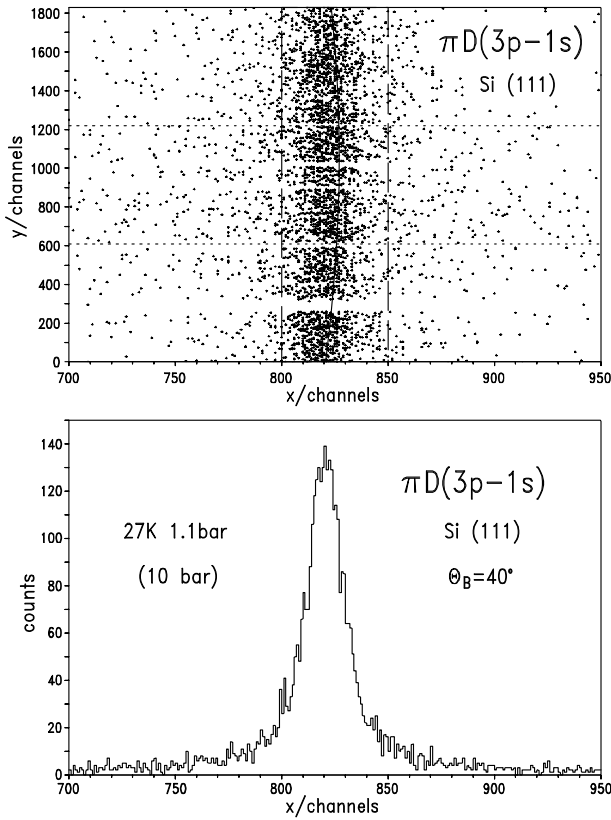 1800
1600
1400
1200
1000
800
600
400
200
0
y/channels
πD(3p−1s)
Si (111)
700 750 800 850 900 950
x/channels
140
120
100
80
60
40
20
0
counts
πD(3p−1s)
27K 1.1bar
Si (111)
(10 bar)
Θ_B=40°
700 750 800 850 900 950
x/channels